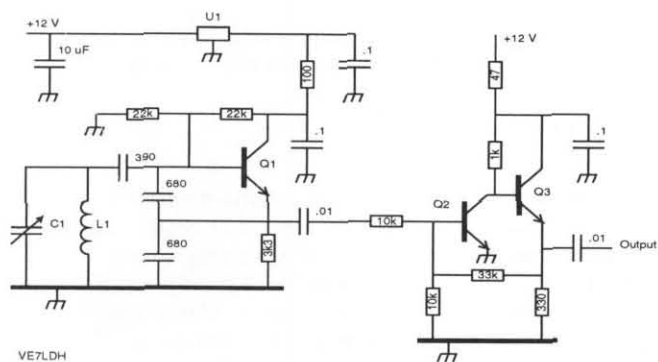 U1
+12 V
+12 V
10 uF
.1
100
47
22k
22k
.1
.1
390
Q1
1k
680
Q2
Q3
C1
L1
.01
10k
680
3k3
.01
Output
33k
10k
330
VE7LDH